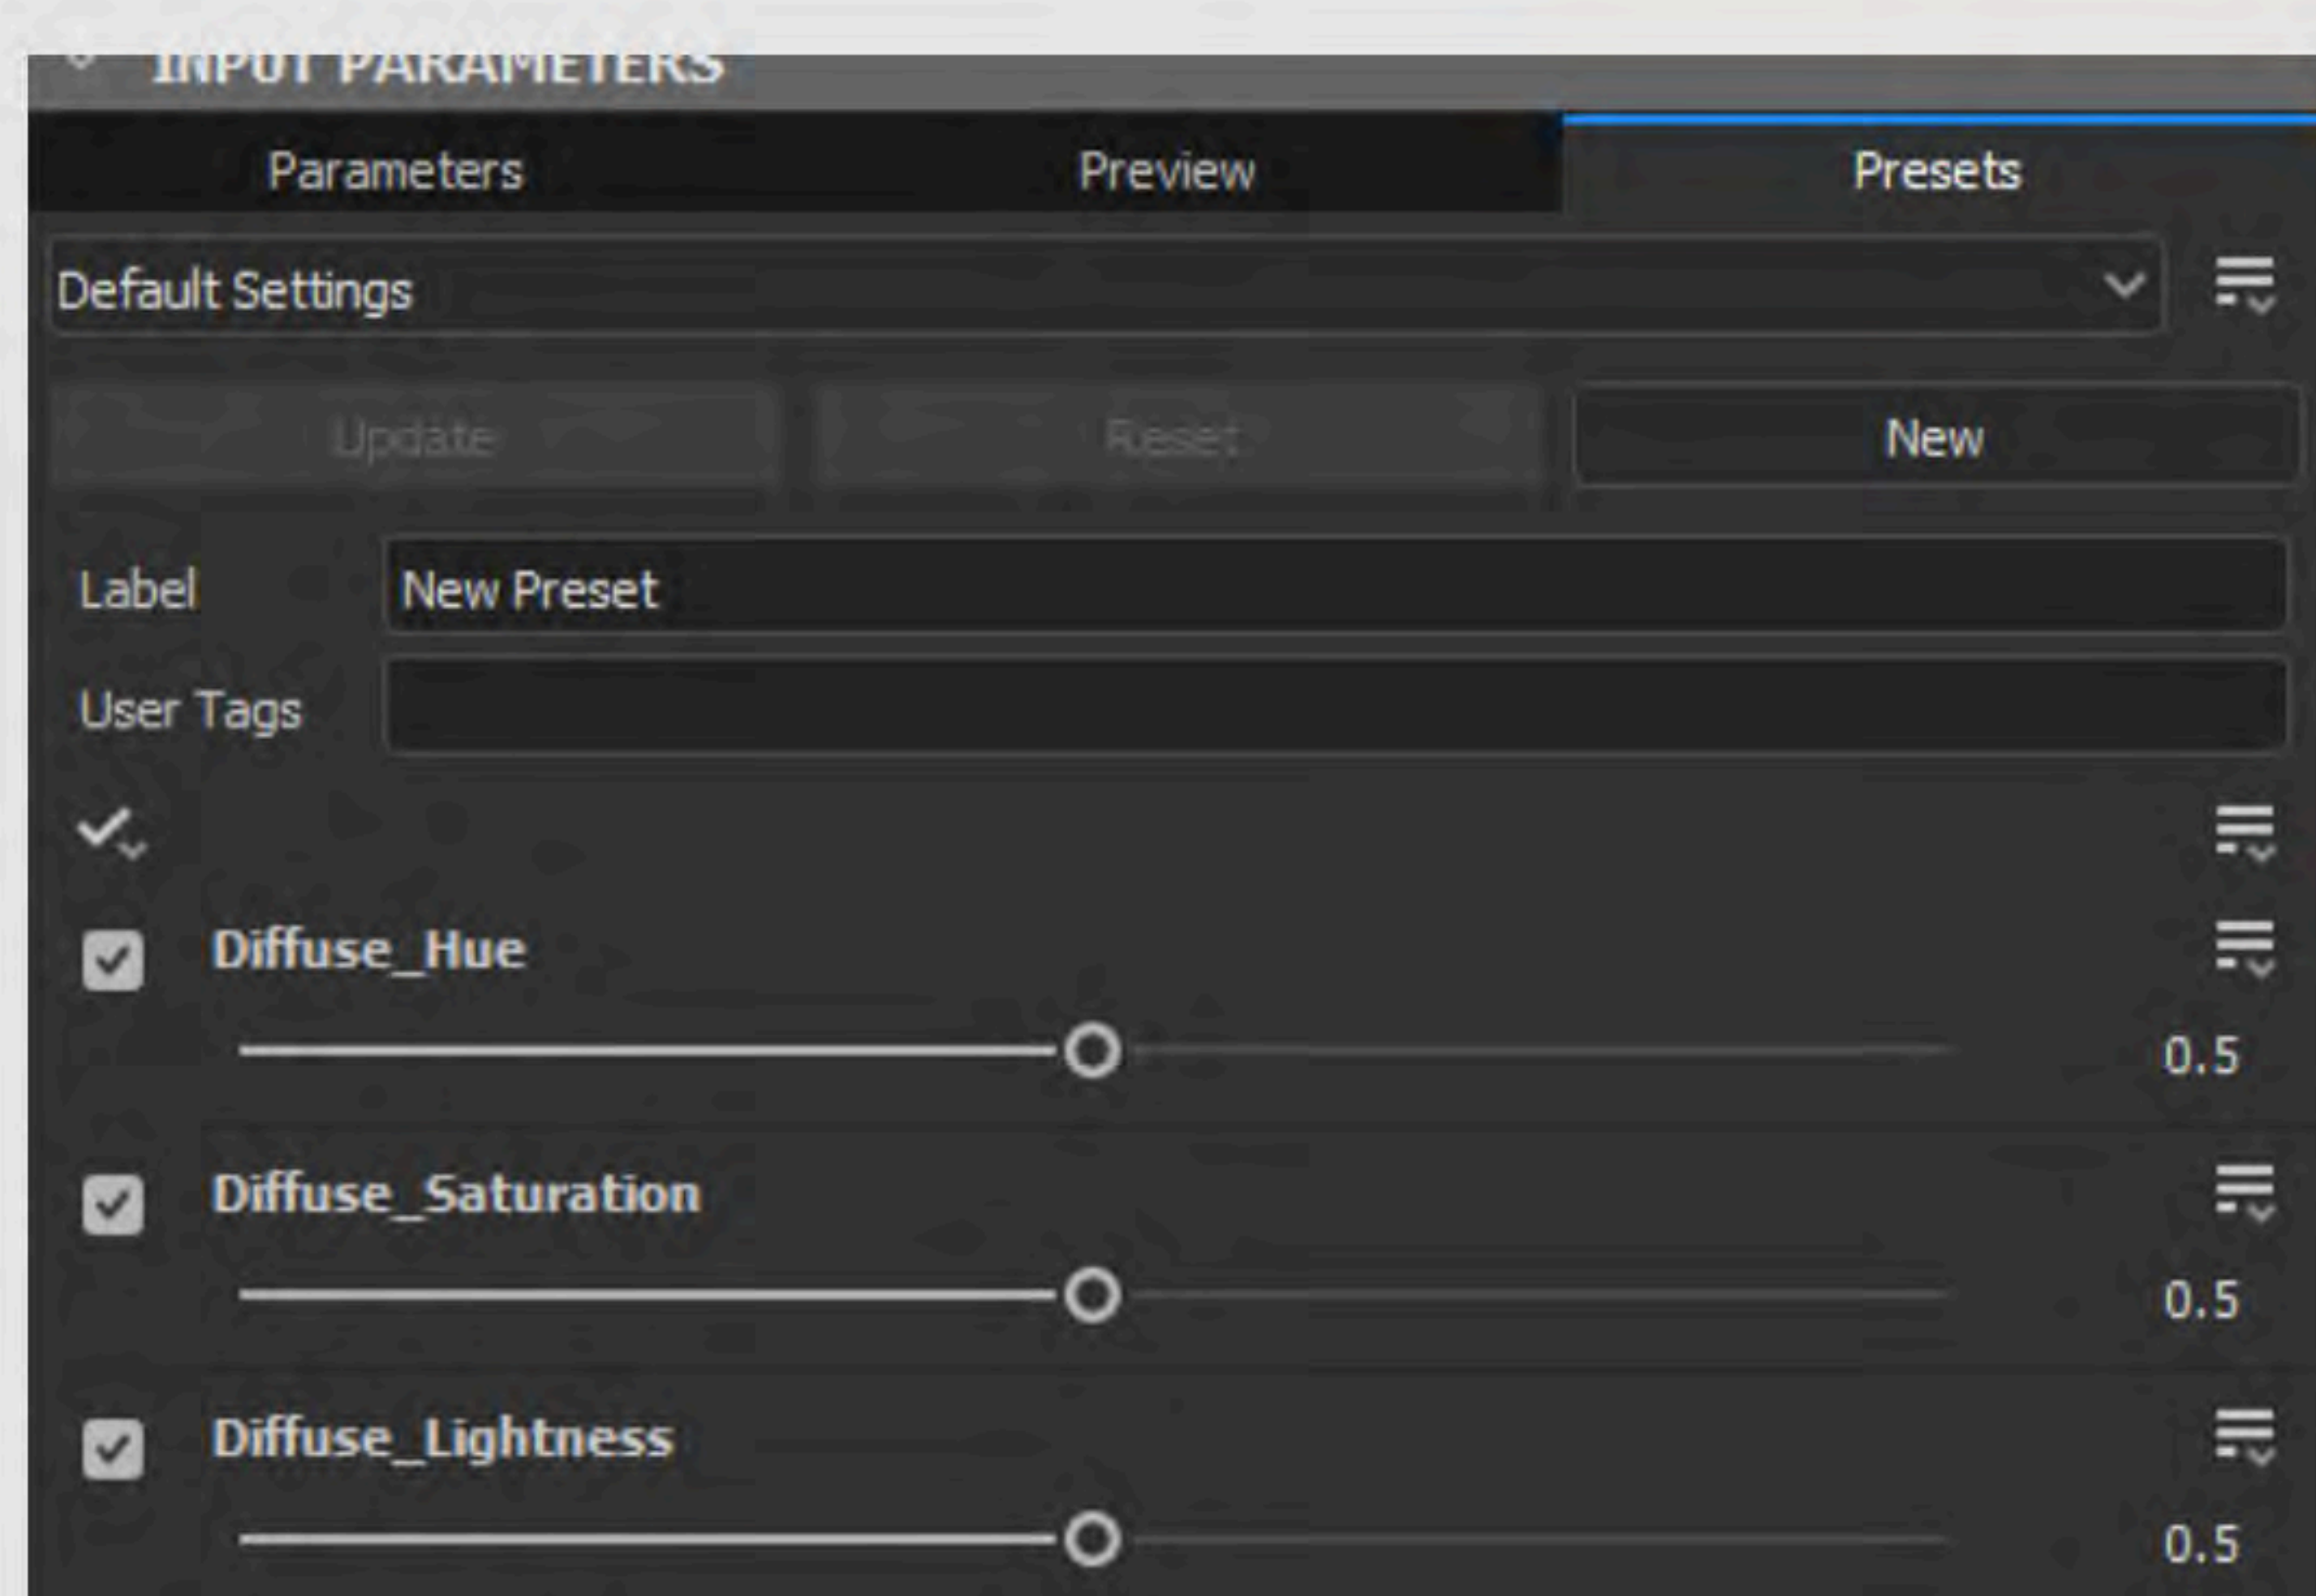 INPUT PARAMETERS
Parameters Preview Presets
Default Settings
Update Reset New
Label New Preset
User Tags
Diffuse_Hue
0.5
Diffuse_Saturation
0.5
Diffuse_Lightness
0.5